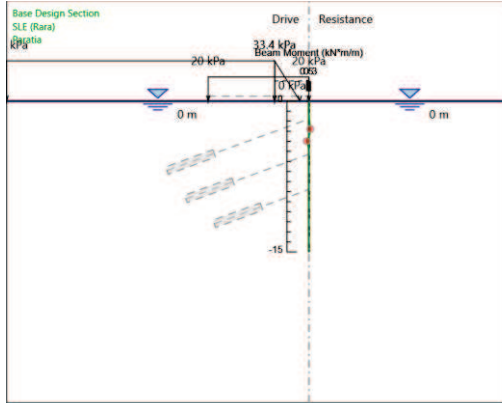 Base Design Section
SLE (Rara)
Paratia
Drive
Resistance
kPa
33.4 kPa
Beam Moment (kN*m/m)
20 kPa
20 kPa
0 kPa
0 m
0 m
-15